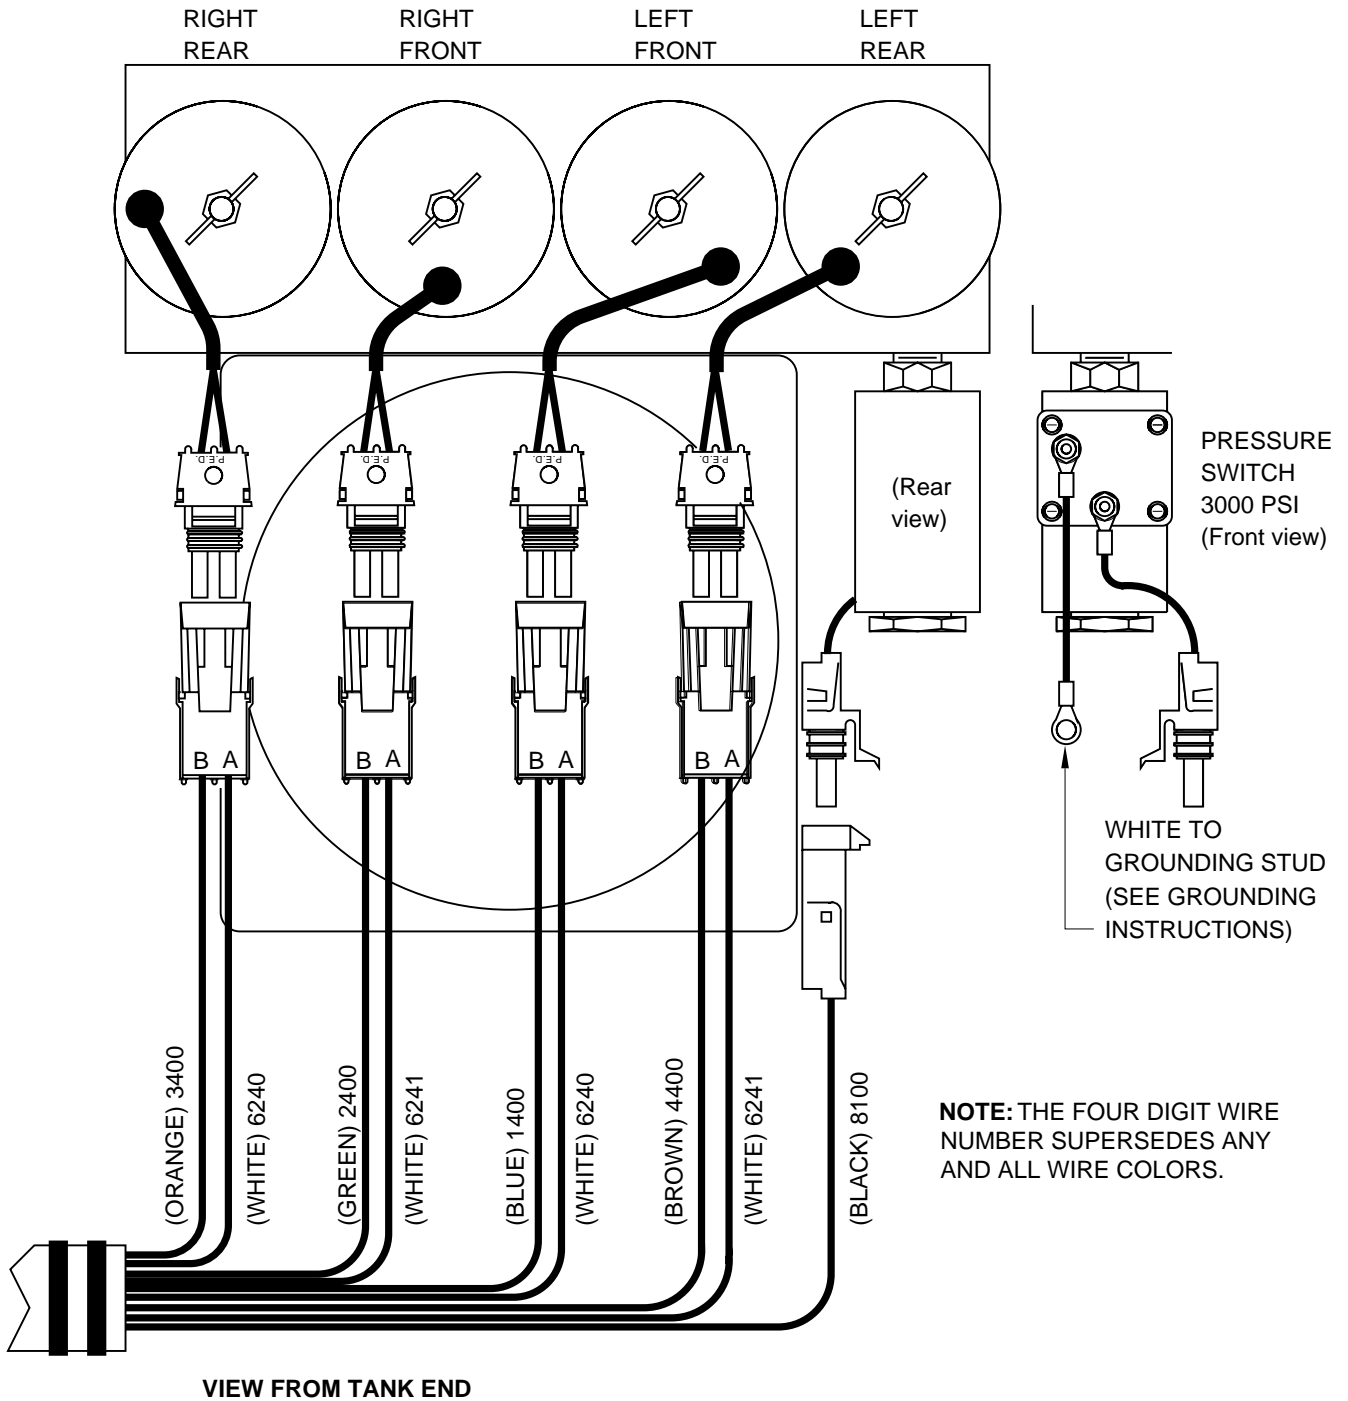 RIGHT
REAR
RIGHT
FRONT
LEFT
FRONT
LEFT
REAR
P.E.D.
P.E.D.
P.E.D.
P.E.D.
(Rear
view)
PRESSURE
SWITCH
3000 PSI
(Front view)
B A
B A
B A
B A
WHITE TO
GROUNDING STUD
(SEE GROUNDING
INSTRUCTIONS)
(ORANGE) 3400
(WHITE) 6240
(GREEN) 2400
(WHITE) 6241
(BLUE) 1400
(WHITE) 6240
(BROWN) 4400
(WHITE) 6241
(BLACK) 8100
NOTE: THE FOUR DIGIT WIRE
NUMBER SUPERSEDES ANY
AND ALL WIRE COLORS.
VIEW FROM TANK END